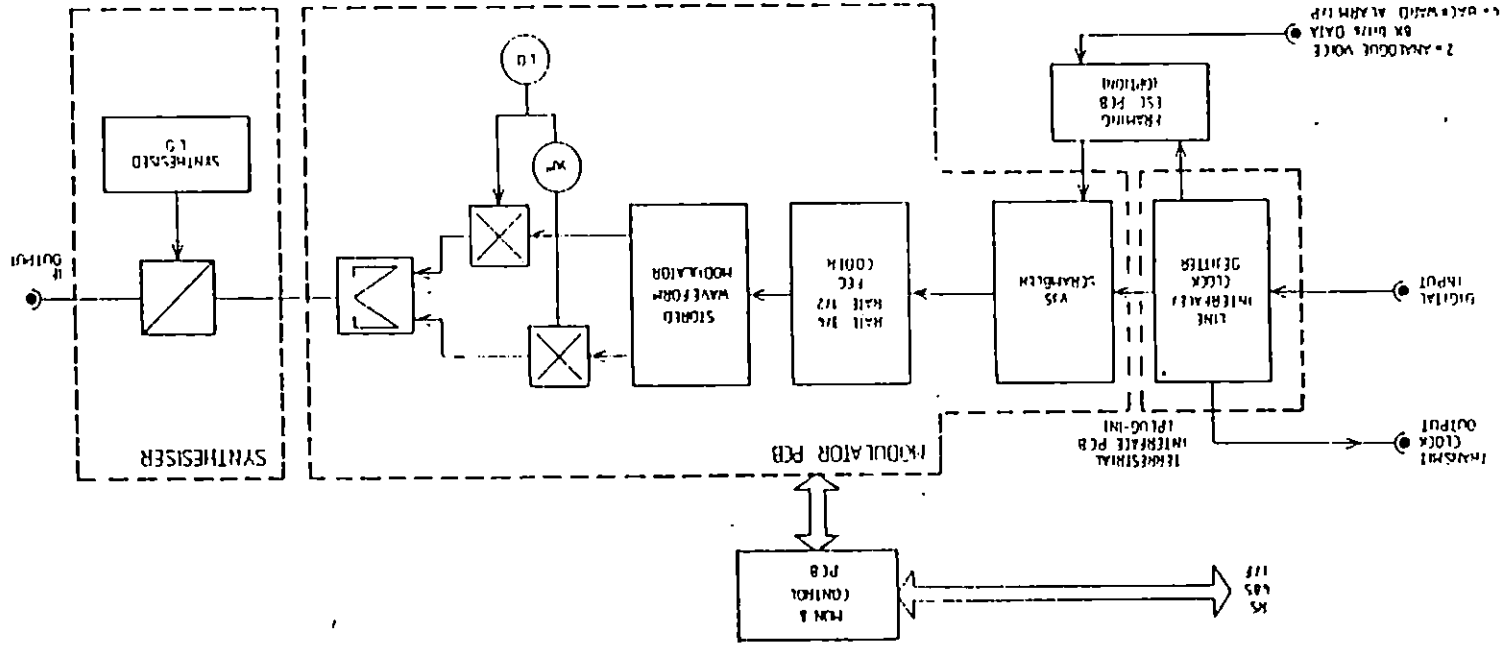 RS
485
I/F
MON &
CONTROL
PCB
TRANSMIT
CLOCK
OUTPUT
TERRESTRIAL
INTERFACE PCB
(PLUG-IN)
MODULATOR PCB
SYNTHESISER
DIGITAL
INPUT
LINE
INTERFACE/
CLOCK
DEJITTER
V35
SCRAMBLER
RATE 3/4
RATE 1/2
FEC
CODER
STORED
WAVEFORM
MODULATOR
Σ
IF
OUTPUT
FRAMING
ESC PCB
(OPTION)
LO
SYNTHESISED
LO
2 × ANALOGUE VOICE
8K bit/s DATA
4 × BACKWARD ALARM I/P